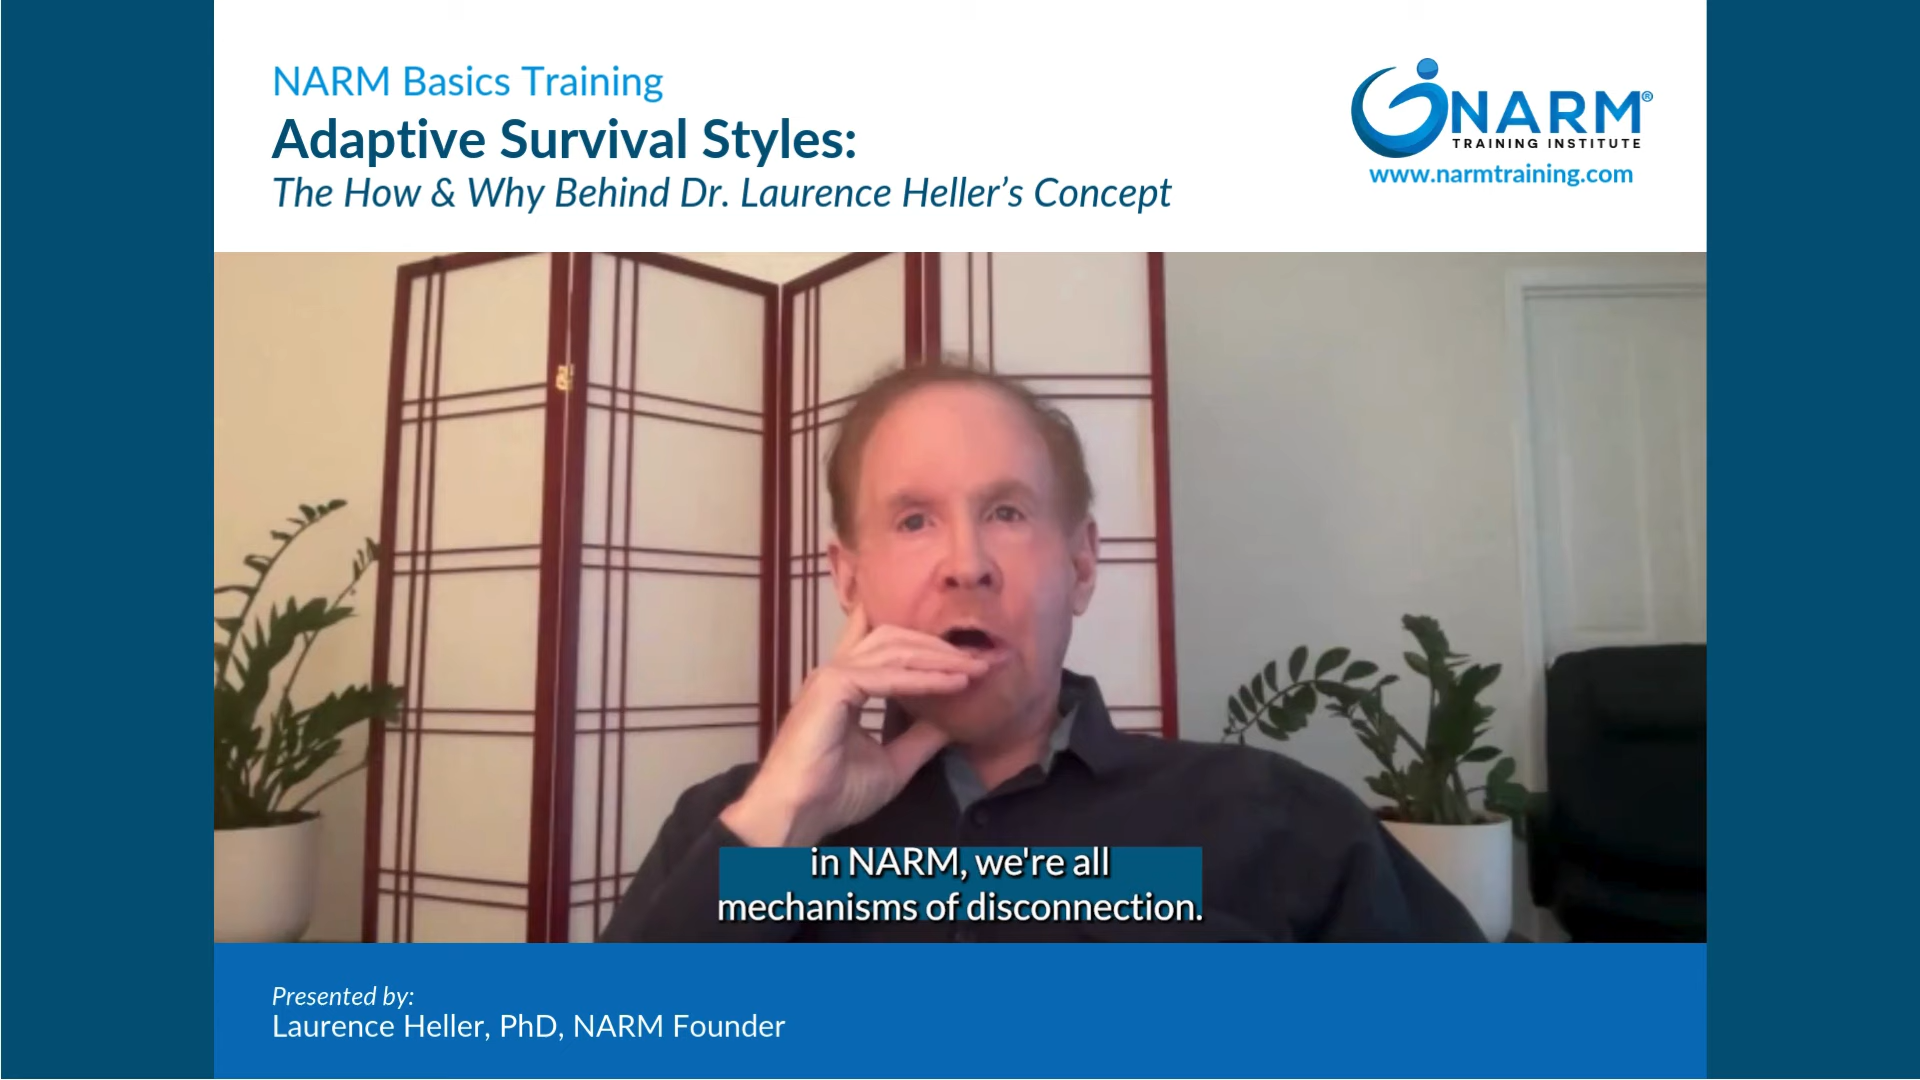 NARM Basics Training
Adaptive Survival Styles:
The How & Why Behind Dr. Laurence Heller’s Concept
NARM®
TRAINING INSTITUTE
www.narmtraining.com
in NARM, we're all
mechanisms of disconnection.
Presented by:
Laurence Heller, PhD, NARM Founder